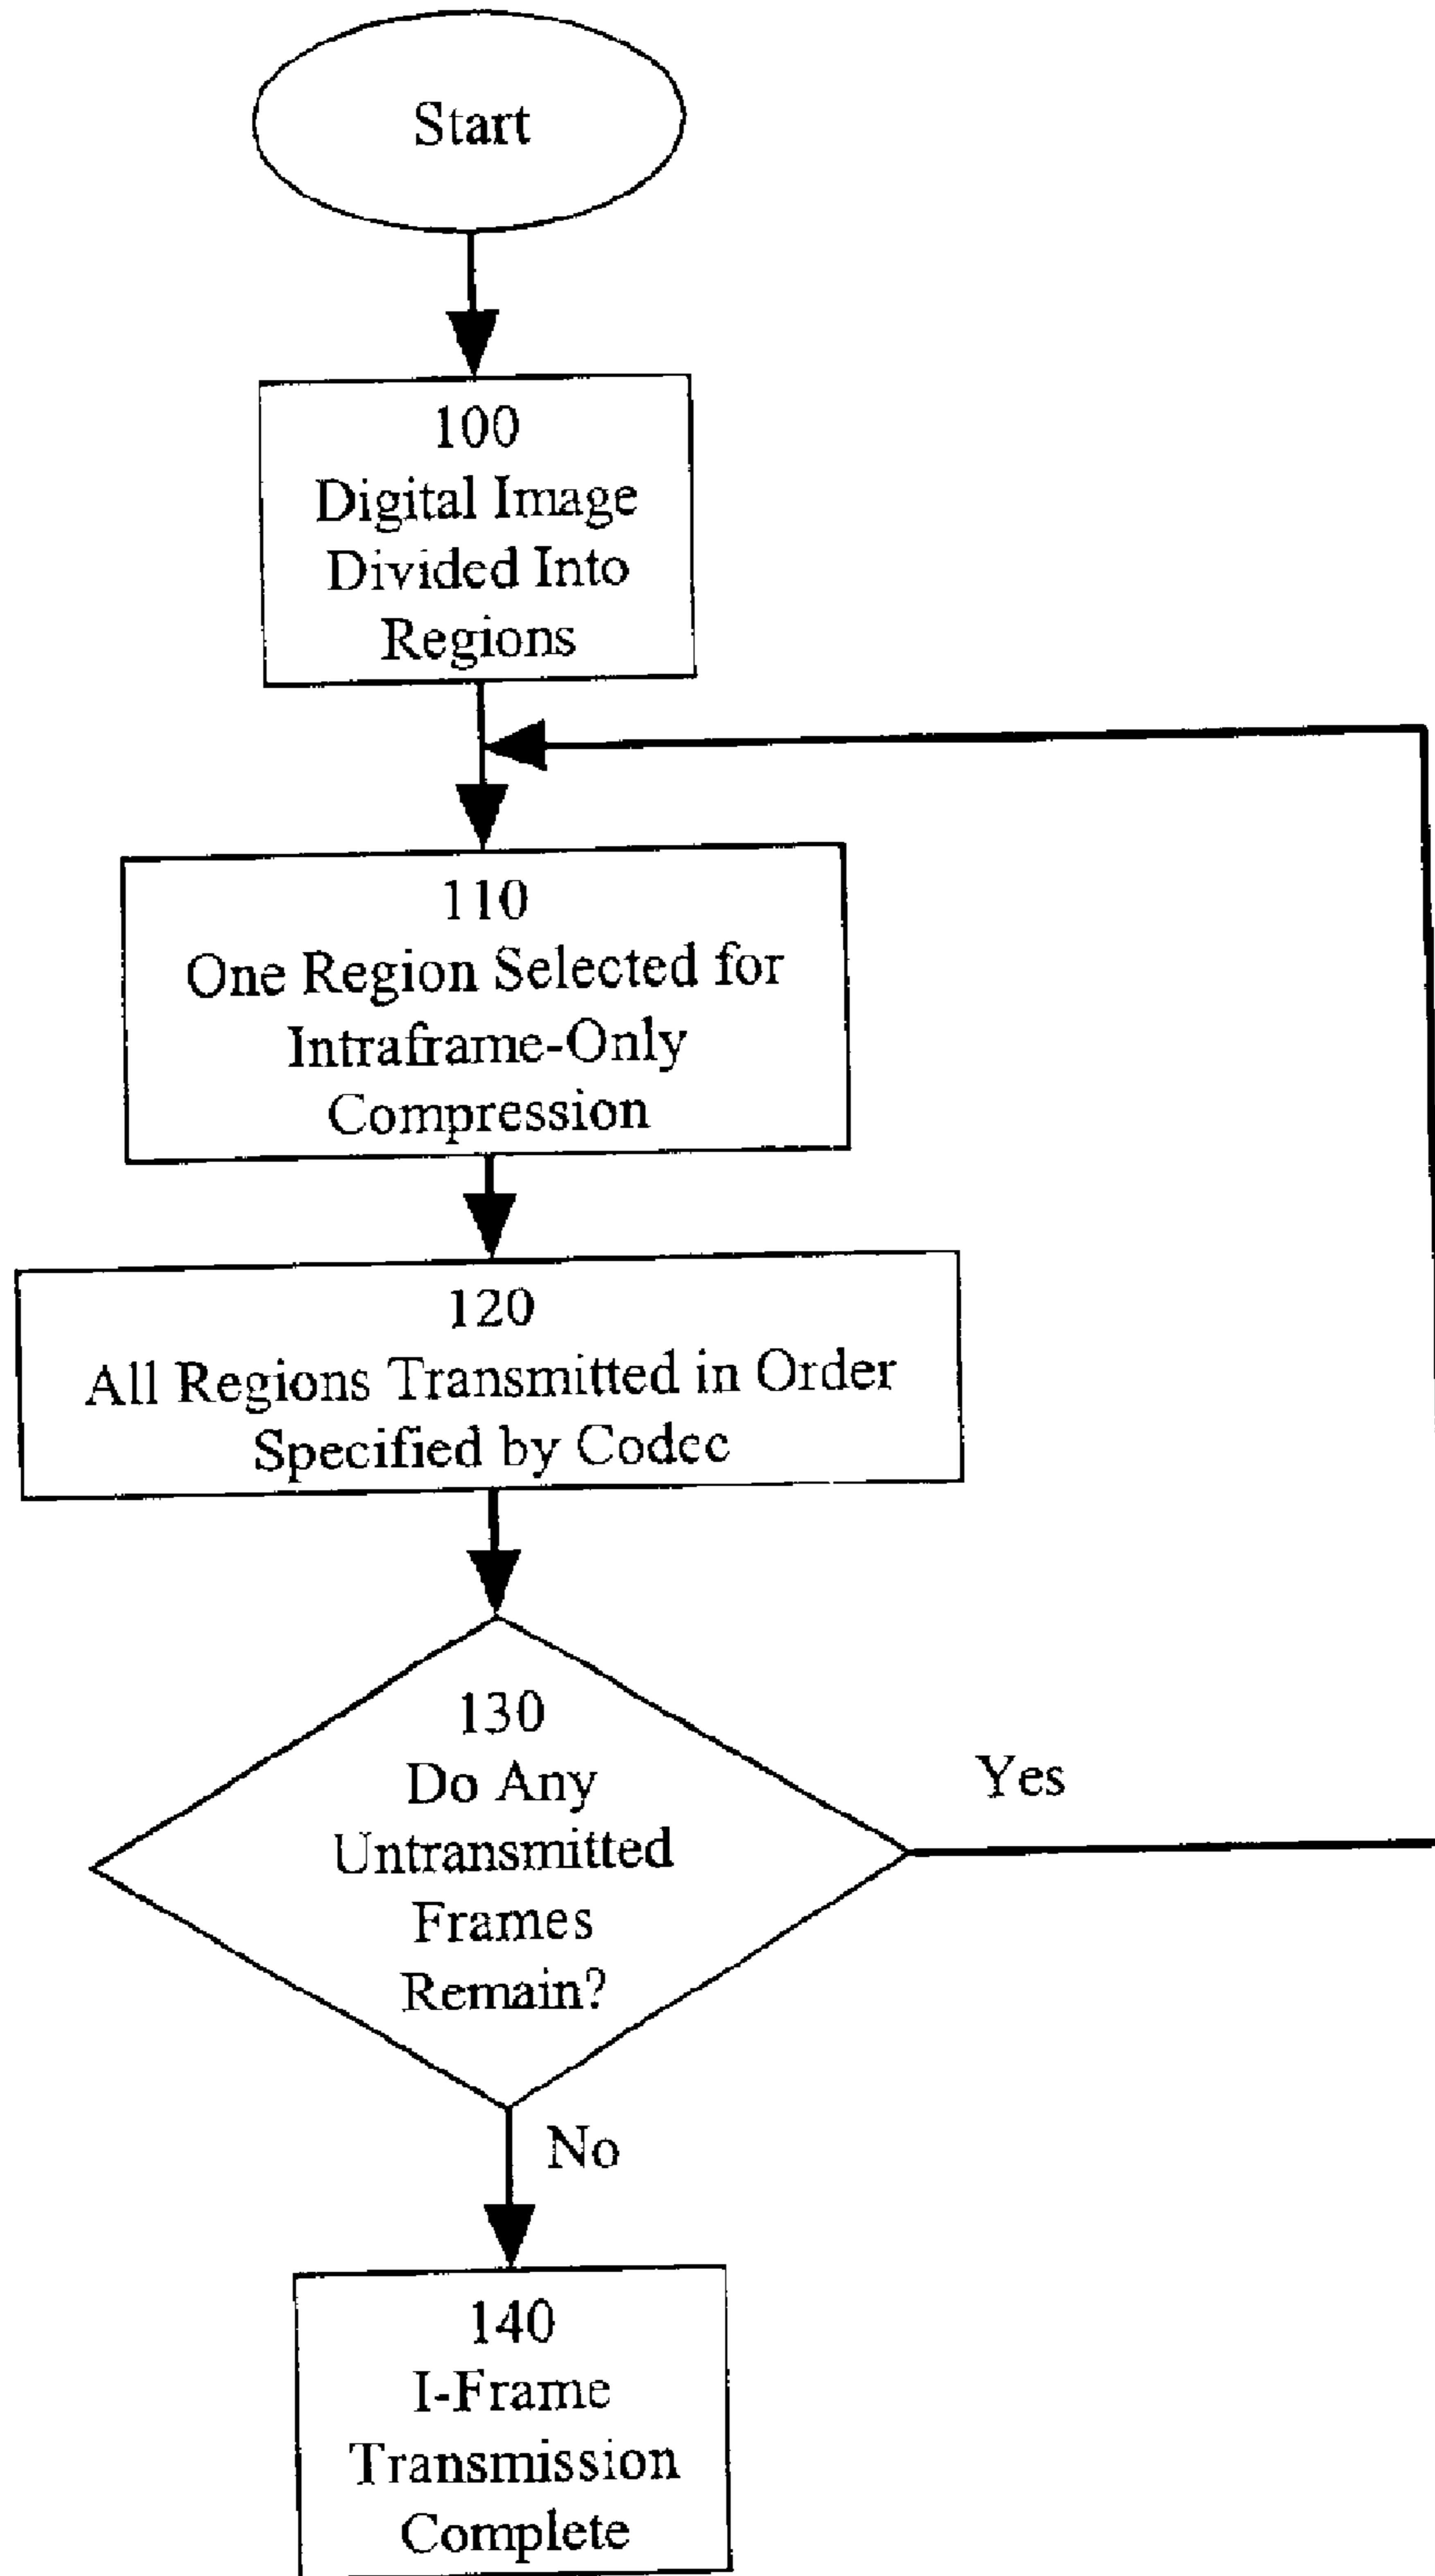 Start
100
Digital Image
Divided Into
Regions
110
One Region Selected for
Intraframe-Only
Compression
120
All Regions Transmitted in Order
Specified by Codec
130
Do Any
Untransmitted
Frames
Remain?
Yes
No
140
I-Frame
Transmission
Complete